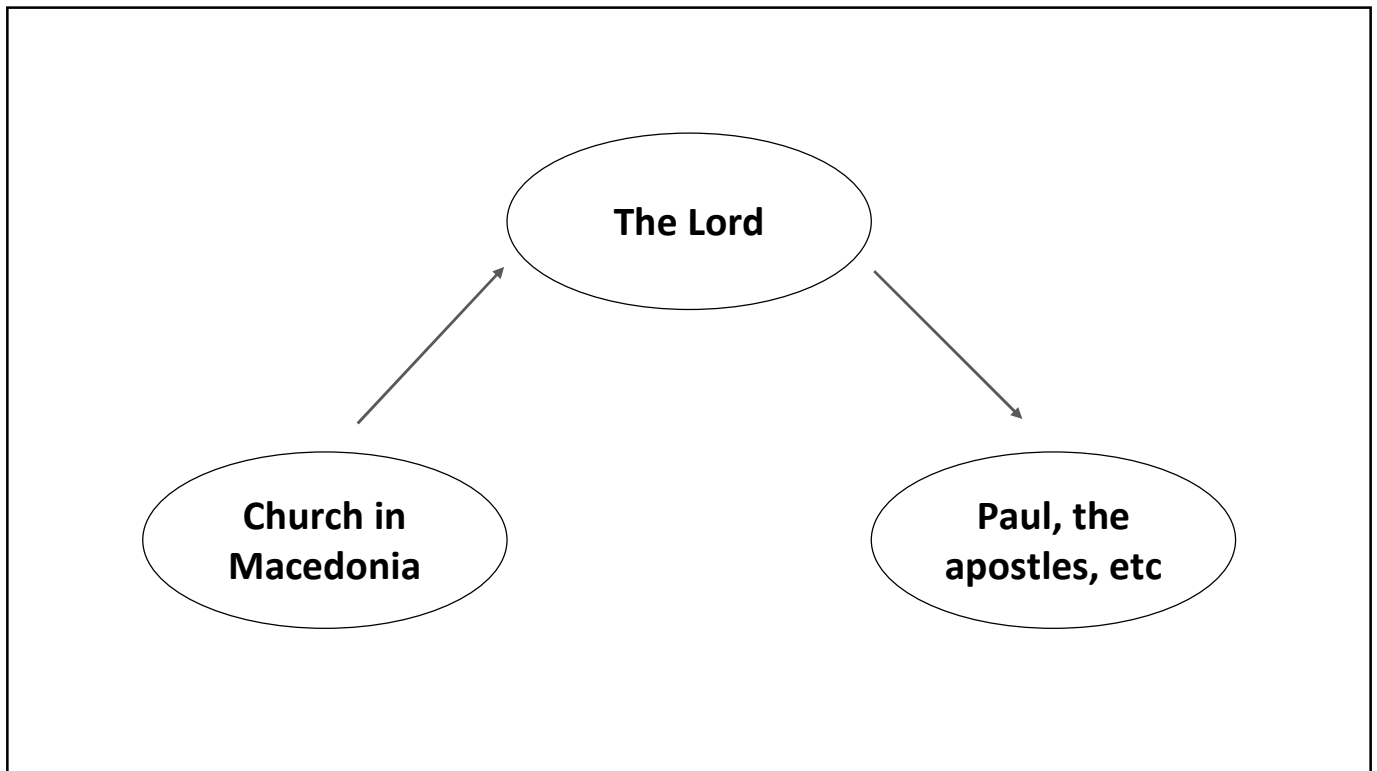 The Lord
Church in
Macedonia
Paul, the
apostles, etc